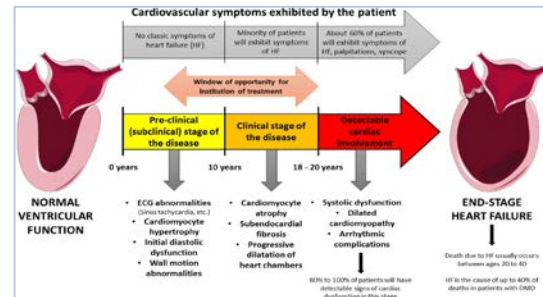 Cardiovascular symptoms exhibited by the patient
No classic symptoms of
heart failure (HF)
Minority of patients
will exhibit symptoms
of HF
About 60% of patients
will exhibit symptoms of
HF, palpitations, syncope
Window of opportunity for
institution of treatment
Pre-clinical
(subclinical) stage of
the disease
Clinical stage of
the disease
Detectable
cardiac
involvement
0 years
10 years
18 - 20 years
NORMAL
VENTRICULAR
FUNCTION
• ECG abnormalities
(Sinus tachycardia, etc.)
• Cardiomyocyte
hypertrophy
• Initial diastolic
dysfunction
• Wall motion
abnormalities
• Cardiomyocyte
atrophy
• Subendocardial
fibrosis
• Progressive
dilatation of
heart chambers
• Systolic dysfunction
• Dilated
cardiomyopathy
• Arrhythmic
complications
80% to 100% of patients will have
detectable signs of cardiac
dysfunction in this stage
END-STAGE
HEART FAILURE
Death due to HF usually occurs
between ages 20 to 40
HF is the cause of up to 40% of
deaths in patients with DMD